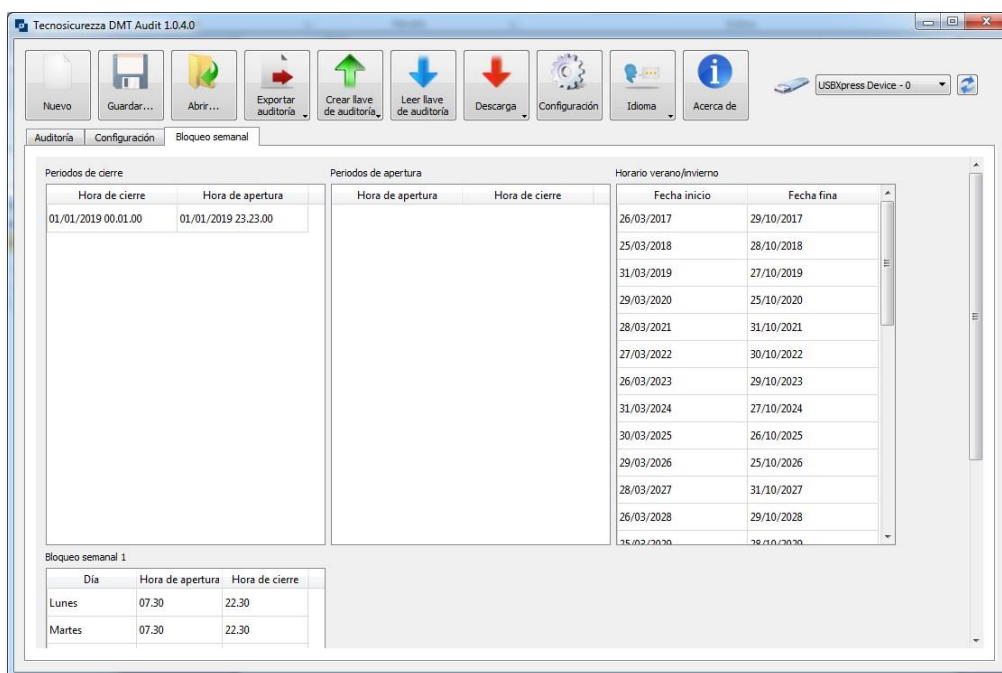 Tecnosicurezza DMT Audit 1.0.4.0
Nuevo
Guardar...
Abrir...
Exportar
auditoría
Crear llave
de auditoría
Leer llave
de auditoría
Descarga
Configuración
Idioma
Acerca de
USBXpress Device - 0
Auditoría Configuración Bloqueo semanal
Periodos de cierre
Hora de cierre Hora de apertura
01/01/2019 00.01.00 01/01/2019 23.23.00
Periodos de apertura
Hora de apertura Hora de cierre
Horario verano/invierno
Fecha inicio Fecha fina
26/03/2017 29/10/2017
25/03/2018 28/10/2018
31/03/2019 27/10/2019
29/03/2020 25/10/2020
28/03/2021 31/10/2021
27/03/2022 30/10/2022
26/03/2023 29/10/2023
31/03/2024 27/10/2024
30/03/2025 26/10/2025
29/03/2026 25/10/2026
28/03/2027 31/10/2027
26/03/2028 29/10/2028
25/03/2029 28/10/2029
Bloqueo semanal 1
Día Hora de apertura Hora de cierre
Lunes 07.30 22.30
Martes 07.30 22.30